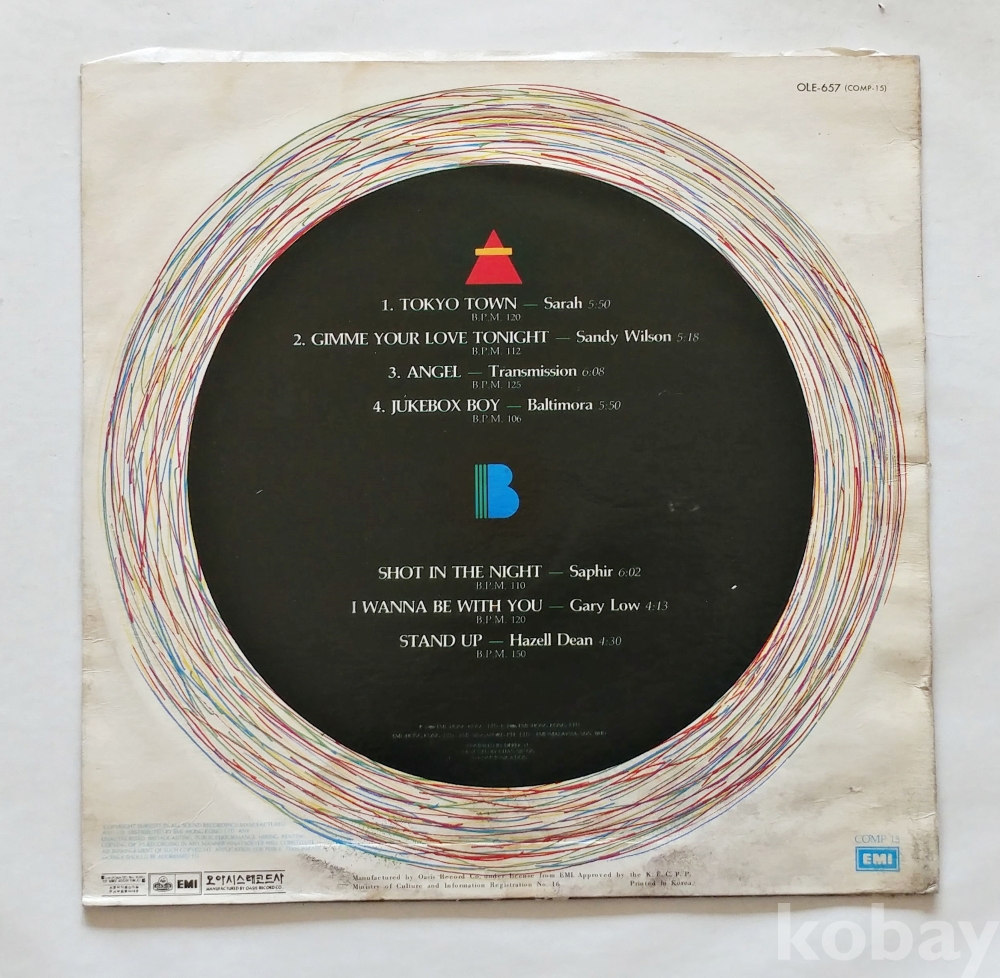 OLE-657 (COMP-15)
1. TOKYO TOWN — Sarah 5:50
B.P.M. 120
2. GIMME YOUR LOVE TONIGHT — Sandy Wilson 5:18
B.P.M. 112
3. ANGEL — Transmission 6:08
B.P.M. 125
4. JUKEBOX BOY — Baltimora 5:50
B.P.M. 106
B
SHOT IN THE NIGHT — Saphir 6:02
B.P.M. 110
I WANNA BE WITH YOU — Gary Low 4:13
B.P.M. 120
STAND UP — Hazell Dean 4:30
B.P.M. 150
COMP 15
EMI
EMI
오아시스레코드사
MANUFACTURED BY OASIS RECORD CO.
Manufactured by Oasis Record Co. under license from EMI Approved by the K. E. C. P. P.
Ministry of Culture and Information Registration No. 16 Printed in Korea
kobay